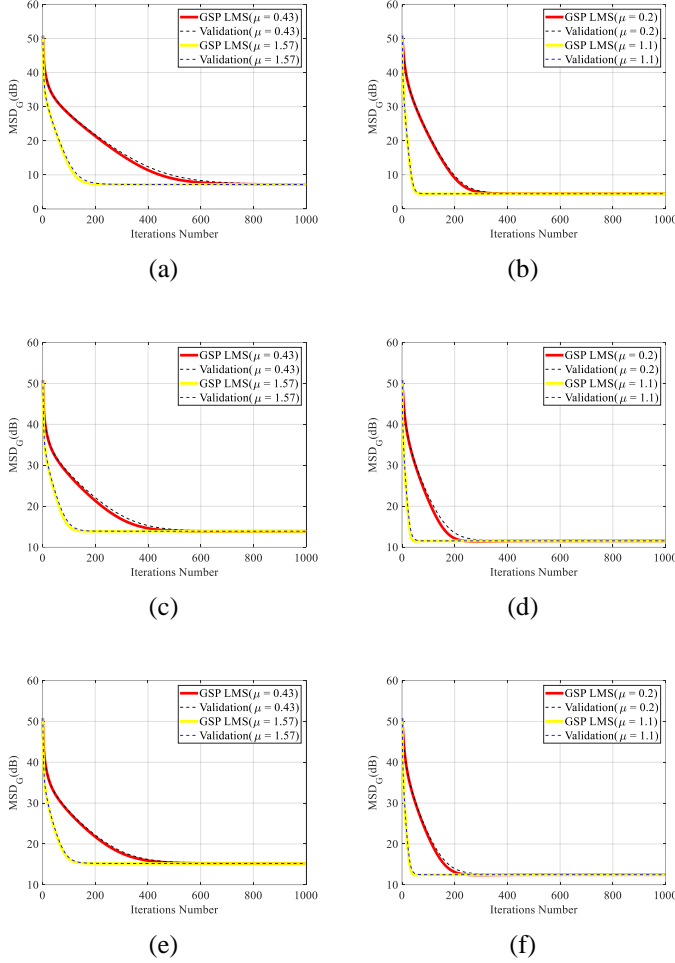 60
50
40
30
20
10
0
MSD_G(dB)
0 200 400 600 800 1000
Iterations Number
GSP LMS(μ = 0.43)
Validation(μ = 0.43)
GSP LMS(μ = 1.57)
Validation(μ = 1.57)
(a)
60
50
40
30
20
10
0
MSD_G(dB)
0 200 400 600 800 1000
Iterations Number
GSP LMS(μ = 0.2)
Validation(μ = 0.2)
GSP LMS(μ = 1.1)
Validation(μ = 1.1)
(b)
60
50
40
30
20
10
MSD_G(dB)
0 200 400 600 800 1000
Iterations Number
GSP LMS(μ = 0.43)
Validation(μ = 0.43)
GSP LMS(μ = 1.57)
Validation(μ = 1.57)
(c)
60
50
40
30
20
10
MSD_G(dB)
0 200 400 600 800 1000
Iterations Number
GSP LMS(μ = 0.2)
Validation(μ = 0.2)
GSP LMS(μ = 1.1)
Validation(μ = 1.1)
(d)
60
50
40
30
20
10
MSD_G(dB)
0 200 400 600 800 1000
Iterations Number
GSP LMS(μ = 0.43)
Validation(μ = 0.43)
GSP LMS(μ = 1.57)
Validation(μ = 1.57)
(e)
60
50
40
30
20
10
MSD_G(dB)
0 200 400 600 800 1000
Iterations Number
GSP LMS(μ = 0.2)
Validation(μ = 0.2)
GSP LMS(μ = 1.1)
Validation(μ = 1.1)
(f)